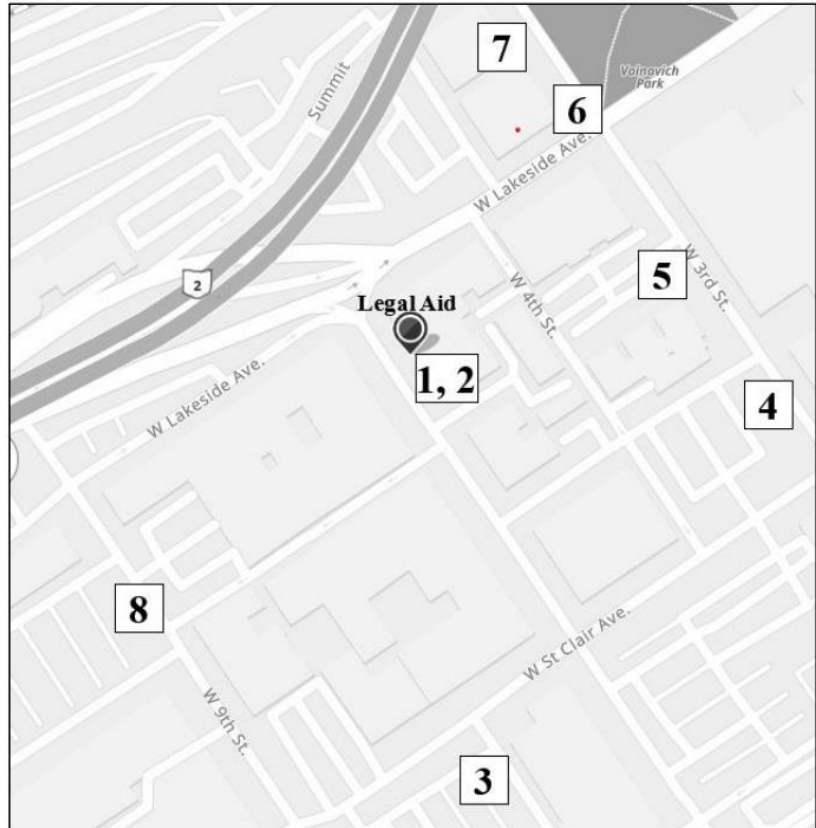 7
Summit
Voinovich
Park
6
W Lakeside Ave.
5
W 3rd St.
2
W 4th St.
Legal Aid
1, 2
4
W Lakeside Ave.
8
W St Clair Ave.
W 9th St.
3